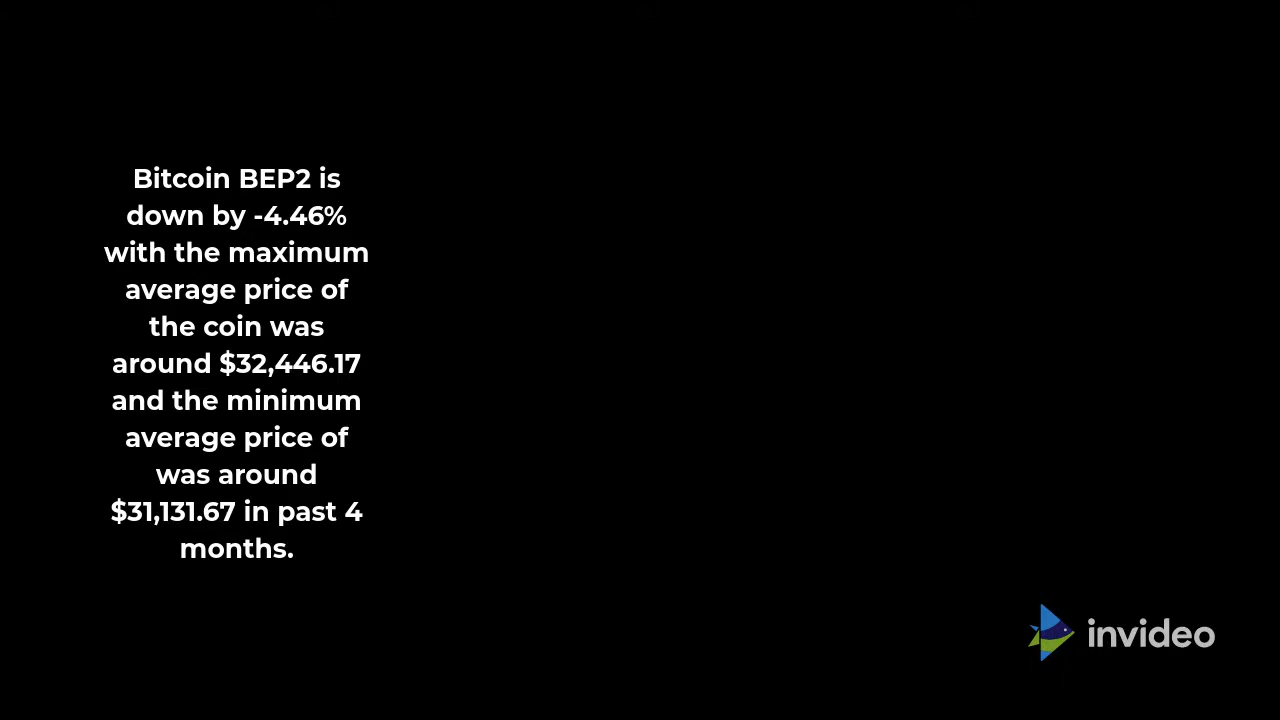 Bitcoin BEP2 is
down by -4.46%
with the maximum
average price of
the coin was
around $32,446.17
and the minimum
average price of
was around
$31,131.67 in past 4
months.
invideo